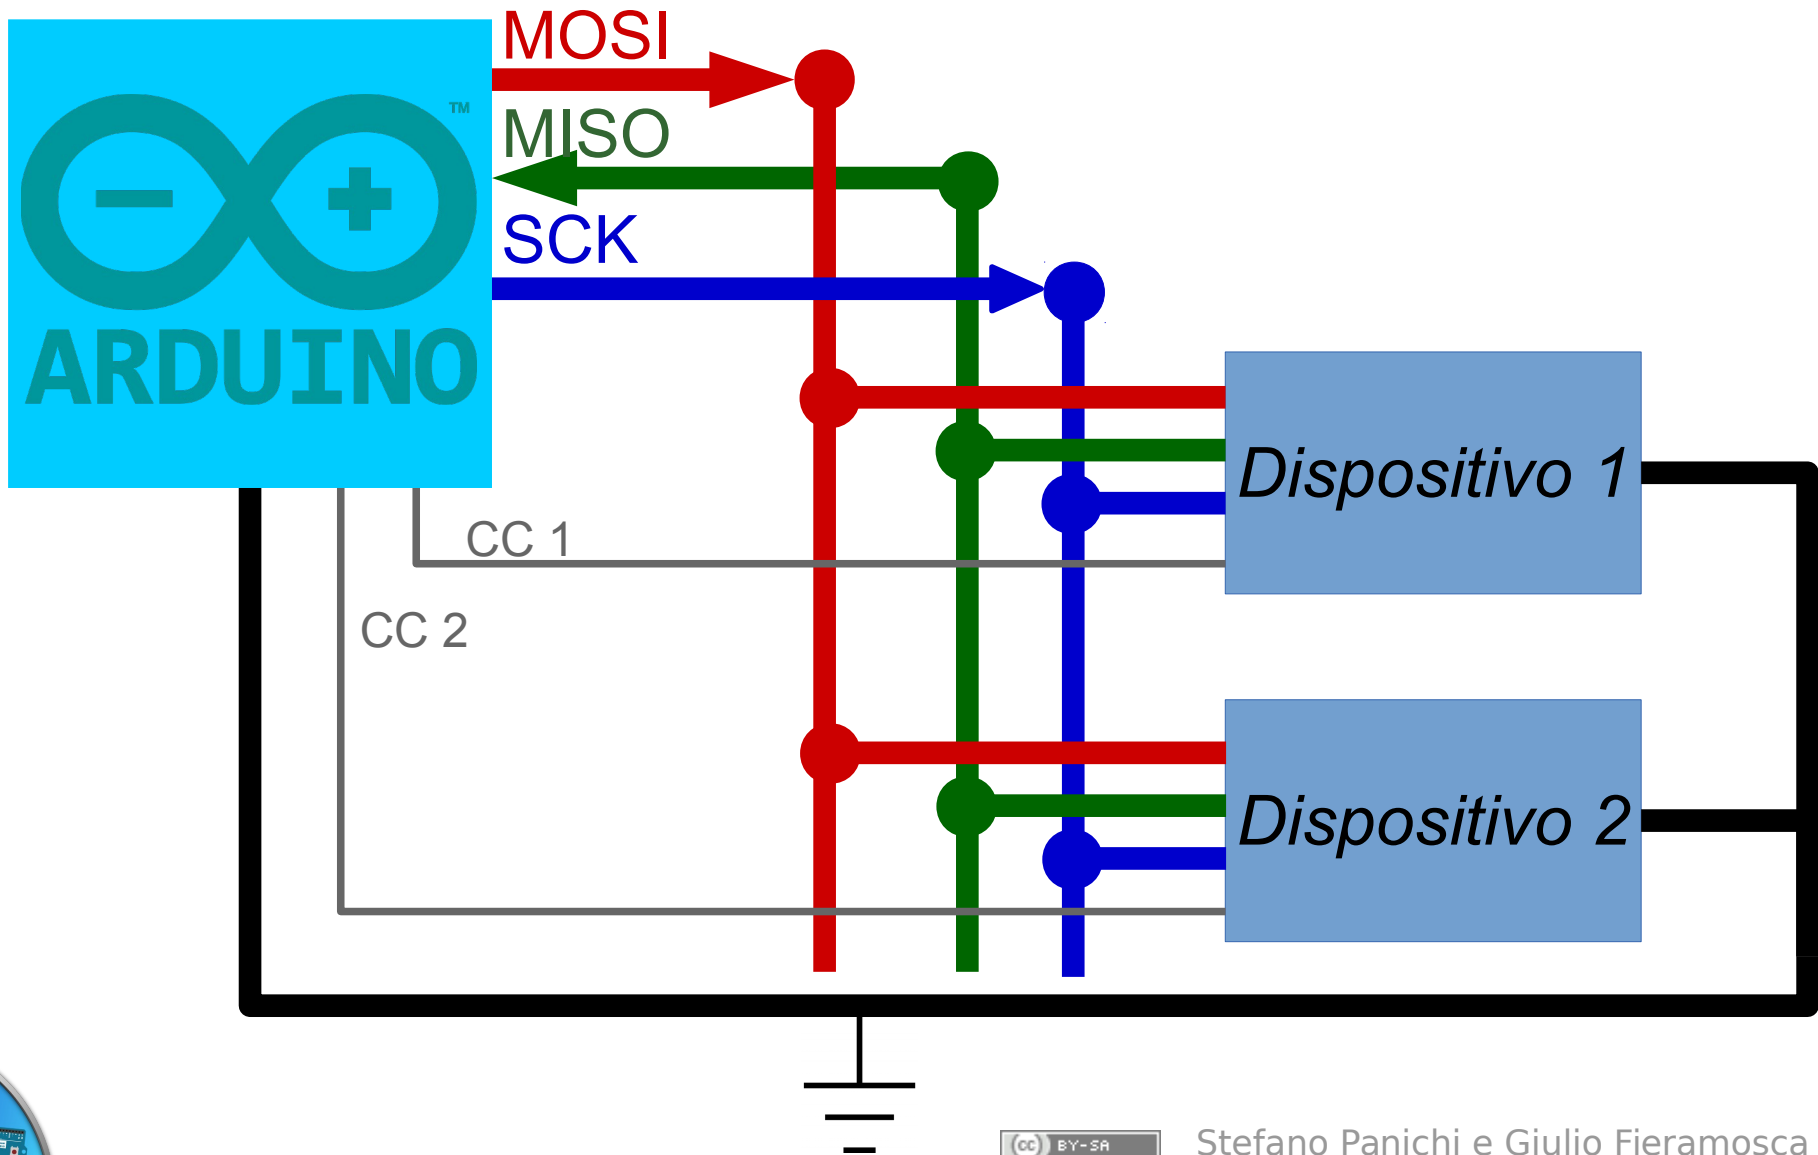 MOSI
MISO
SCK
TM
ARDUINO
CC 1
CC 2
Dispositivo 1
Dispositivo 2
(cc) BY-SA
Stefano Panichi e Giulio Fieramosca